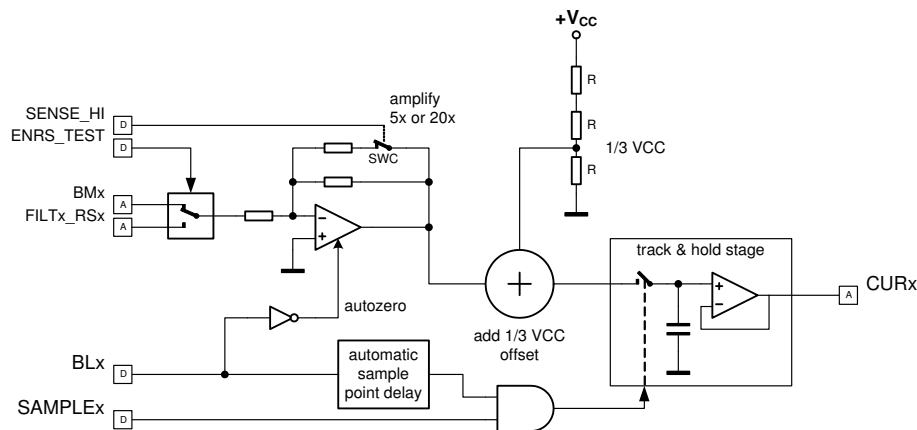 +VCC
R
R
1/3 VCC
R
SENSE_HI
D
ENRS_TEST
D
amplify
5x or 20x
SWC
BMx
A
FILTx_RSx
A
−
+
autozero
+
add 1/3 VCC
offset
track & hold stage
+
−
A
CURx
BLx
D
automatic
sample
point delay
SAMPLEx
D